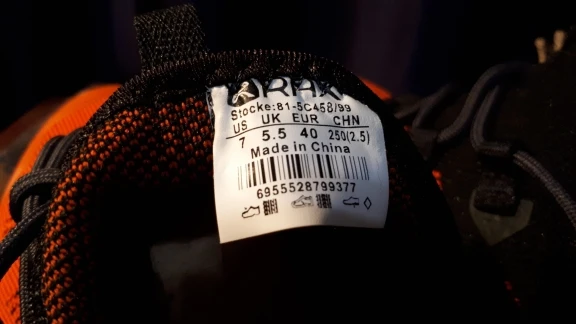 RAX
Stocke:81-5C458/99
US UK EUR CHN
7 5.5 40 250(2.5)
Made in China
6955528799377